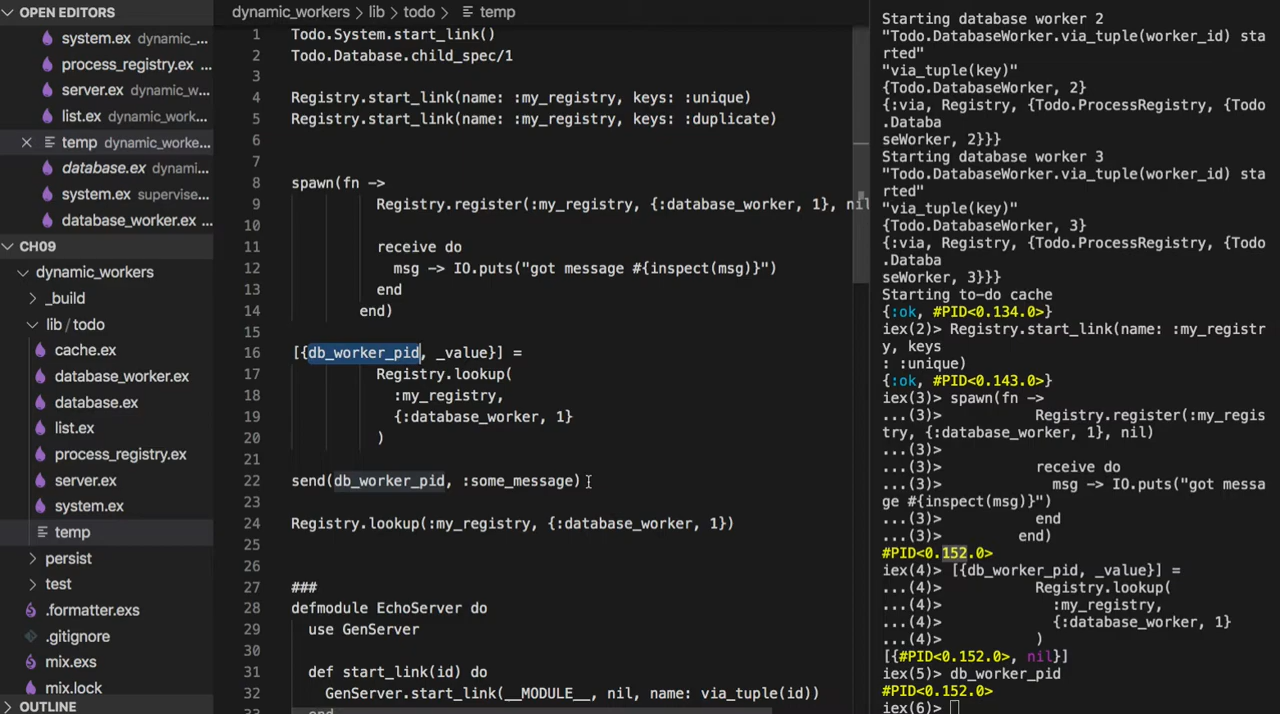 OPEN EDITORS
system.ex dynamic_...
process_registry.ex ...
server.ex dynamic_w...
list.ex dynamic_work...
temp dynamic_worke...
database.ex dynami...
system.ex supervise...
database_worker.ex ...
CH09
dynamic_workers
_build
lib / todo
cache.ex
database_worker.ex
database.ex
list.ex
process_registry.ex
server.ex
system.ex
temp
persist
test
.formatter.exs
.gitignore
mix.exs
mix.lock
OUTLINE
dynamic_workers > lib > todo > temp
1 Todo.System.start_link()
2 Todo.Database.child_spec/1
3
4 Registry.start_link(name: :my_registry, keys: :unique)
5 Registry.start_link(name: :my_registry, keys: :duplicate)
6
7
8 spawn(fn ->
9 Registry.register(:my_registry, {:database_worker, 1}, nil
10
11 receive do
12 msg -> IO.puts("got message #{inspect(msg)}")
13 end
14 end)
15
16 [{db_worker_pid, _value}] =
17 Registry.lookup(
18 :my_registry,
19 {:database_worker, 1}
20 )
21
22 send(db_worker_pid, :some_message)
23
24 Registry.lookup(:my_registry, {:database_worker, 1})
25
26
27 ###
28 defmodule EchoServer do
29 use GenServer
30
31 def start_link(id) do
32 GenServer.start_link(__MODULE__, nil, name: via_tuple(id))
33 end
Starting database worker 2
"Todo.DatabaseWorker.via_tuple(worker_id) sta
rted"
"via_tuple(key)"
{Todo.DatabaseWorker, 2}
{:via, Registry, {Todo.ProcessRegistry, {Todo
.Databa
seWorker, 2}}}
Starting database worker 3
"Todo.DatabaseWorker.via_tuple(worker_id) sta
rted"
"via_tuple(key)"
{Todo.DatabaseWorker, 3}
{:via, Registry, {Todo.ProcessRegistry, {Todo
.Databa
seWorker, 3}}}
Starting to-do cache
{:ok, #PID<0.134.0>}
iex(2)> Registry.start_link(name: :my_registr
y, keys
: :unique)
{:ok, #PID<0.143.0>}
iex(3)> spawn(fn ->
...(3)> Registry.register(:my_regis
try, {:database_worker, 1}, nil)
...(3)>
...(3)> receive do
...(3)> msg -> IO.puts("got messa
ge #{inspect(msg)}")
...(3)> end
...(3)> end)
#PID<0.152.0>
iex(4)> [{db_worker_pid, _value}] =
...(4)> Registry.lookup(
...(4)> :my_registry,
...(4)> {:database_worker, 1}
...(4)> )
[{#PID<0.152.0>, nil}]
iex(5)> db_worker_pid
#PID<0.152.0>
iex(6)>